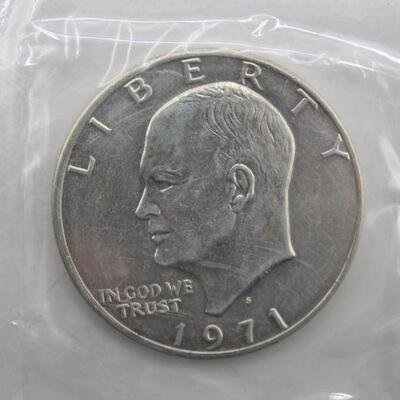 LIBERTY
IN GOD WE
TRUST
S
1971